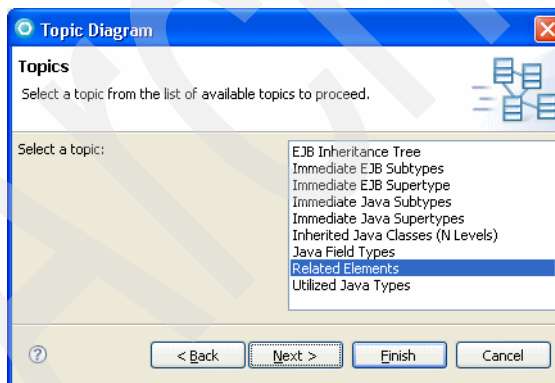 Topic Diagram
Topics
Select a topic from the list of available topics to proceed.
Select a topic:
EJB Inheritance Tree
Immediate EJB Subtypes
Immediate EJB Supertype
Immediate Java Subtypes
Immediate Java Supertypes
Inherited Java Classes (N Levels)
Java Field Types
Related Elements
Utilized Java Types
?
< Back
Next >
Finish
Cancel